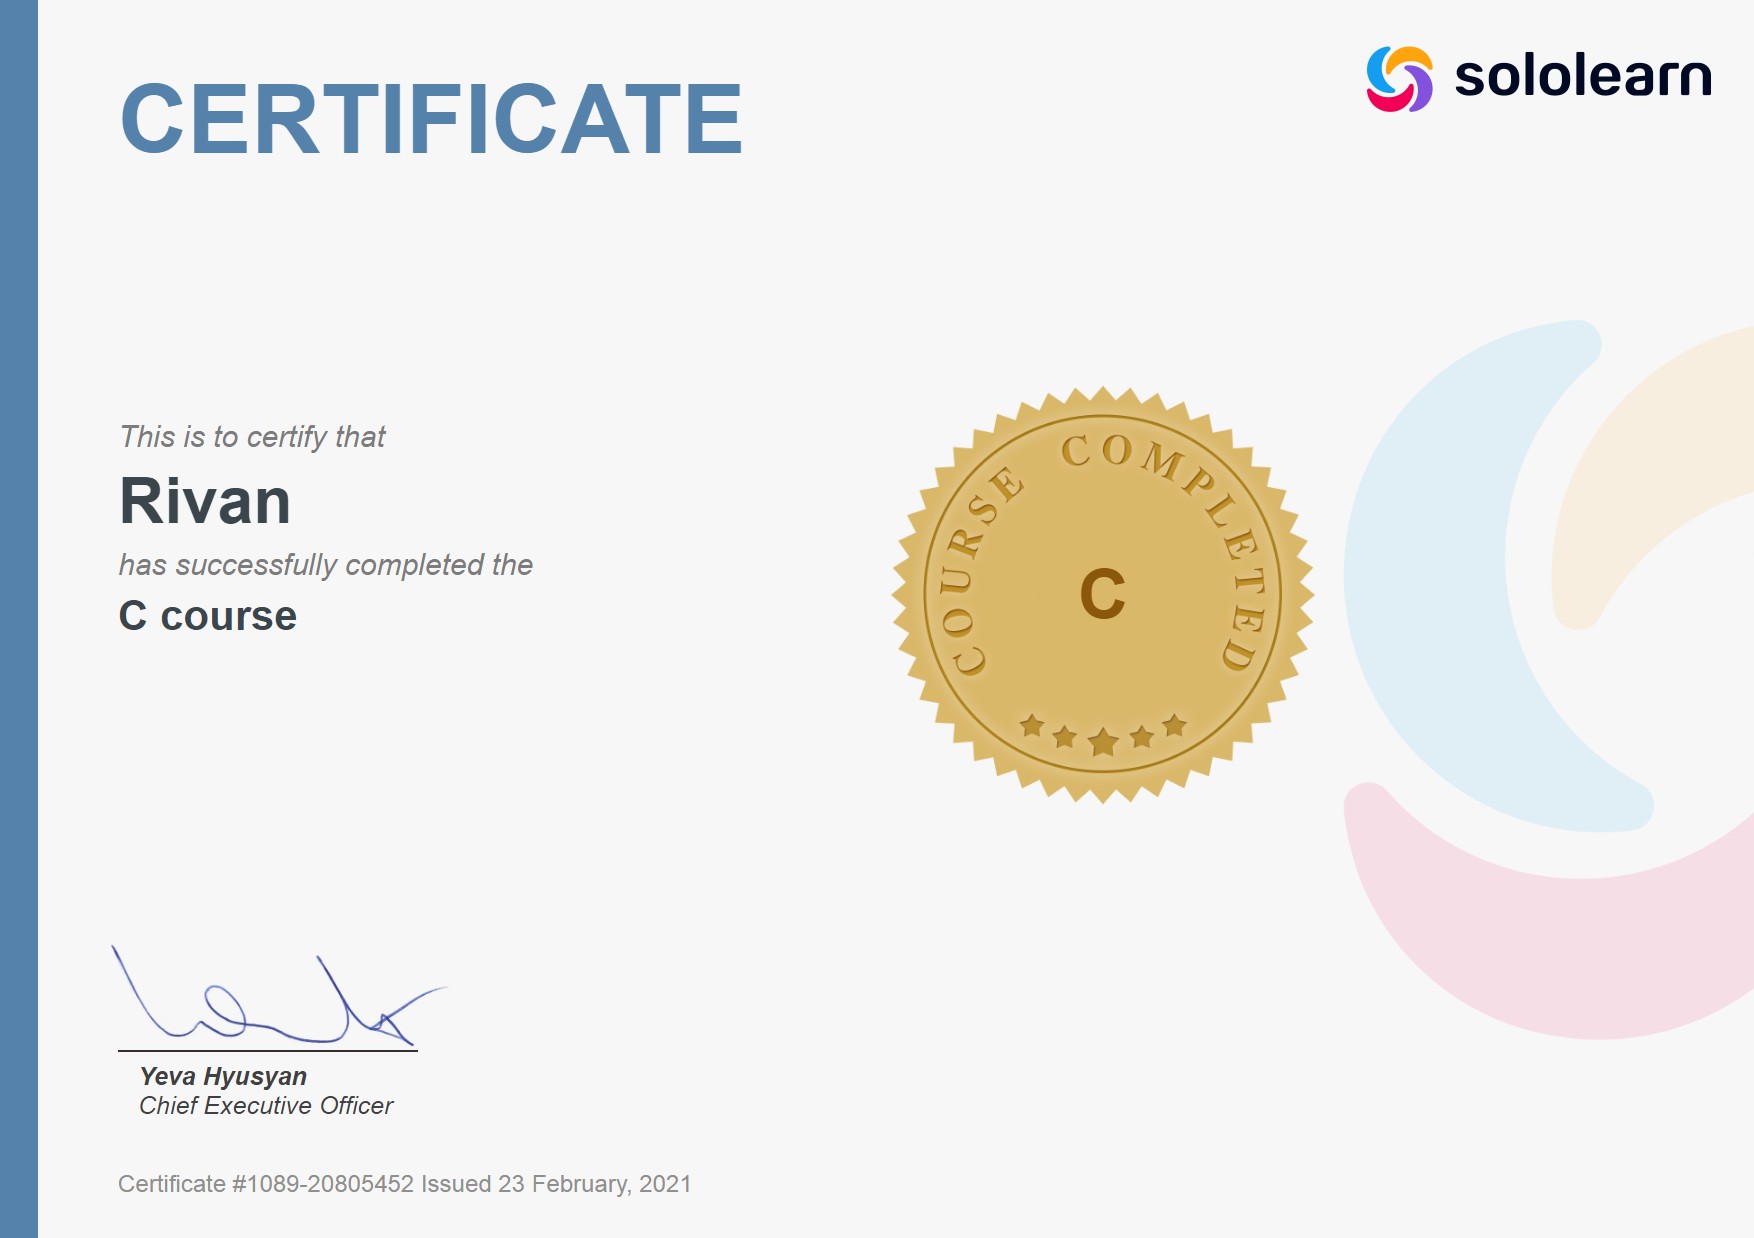 sololearn
CERTIFICATE
This is to certify that
Rivan
has successfully completed the
C course
COURSE COMPLETED
C
Yeva Hyusyan
Chief Executive Officer
Certificate #1089-20805452 Issued 23 February, 2021